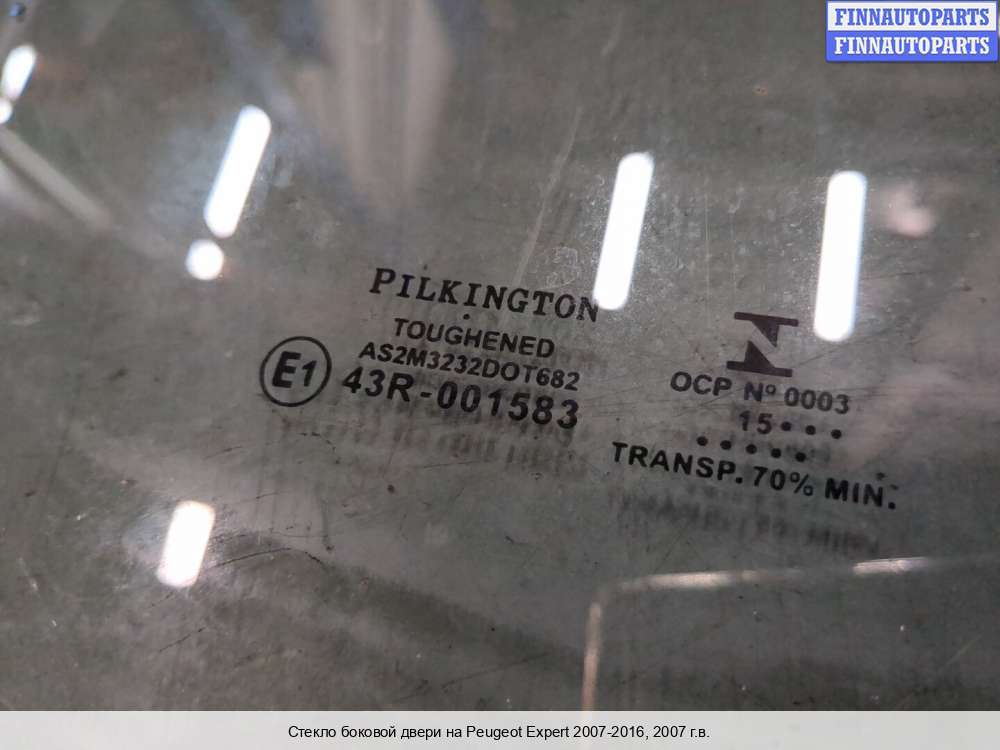 FINNAUTOPARTS
FINNAUTOPARTS
PILKINGTON
TOUGHENED
AS2M3232DOT682
E1
43R-001583
OCP Nº 0003
15•••
•••••
TRANSP. 70% MIN.
Стекло боковой двери на Peugeot Expert 2007-2016, 2007 г.в.